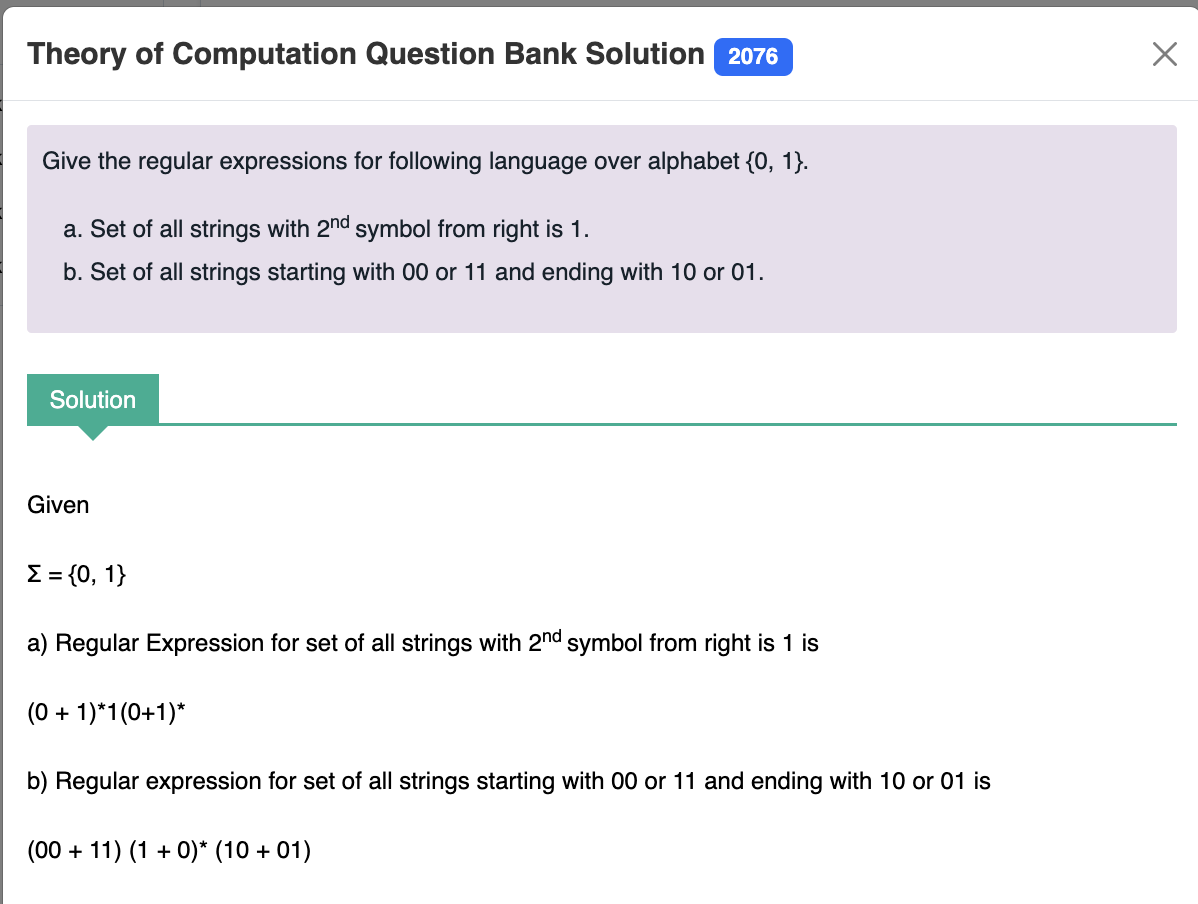 Theory of Computation Question Bank Solution 2076
Give the regular expressions for following language over alphabet {0, 1}.
a. Set of all strings with 2nd symbol from right is 1.
b. Set of all strings starting with 00 or 11 and ending with 10 or 01.
Solution
Given
Σ = {0, 1}
a) Regular Expression for set of all strings with 2nd symbol from right is 1 is
(0 + 1)*1(0+1)*
b) Regular expression for set of all strings starting with 00 or 11 and ending with 10 or 01 is
(00 + 11) (1 + 0)* (10 + 01)